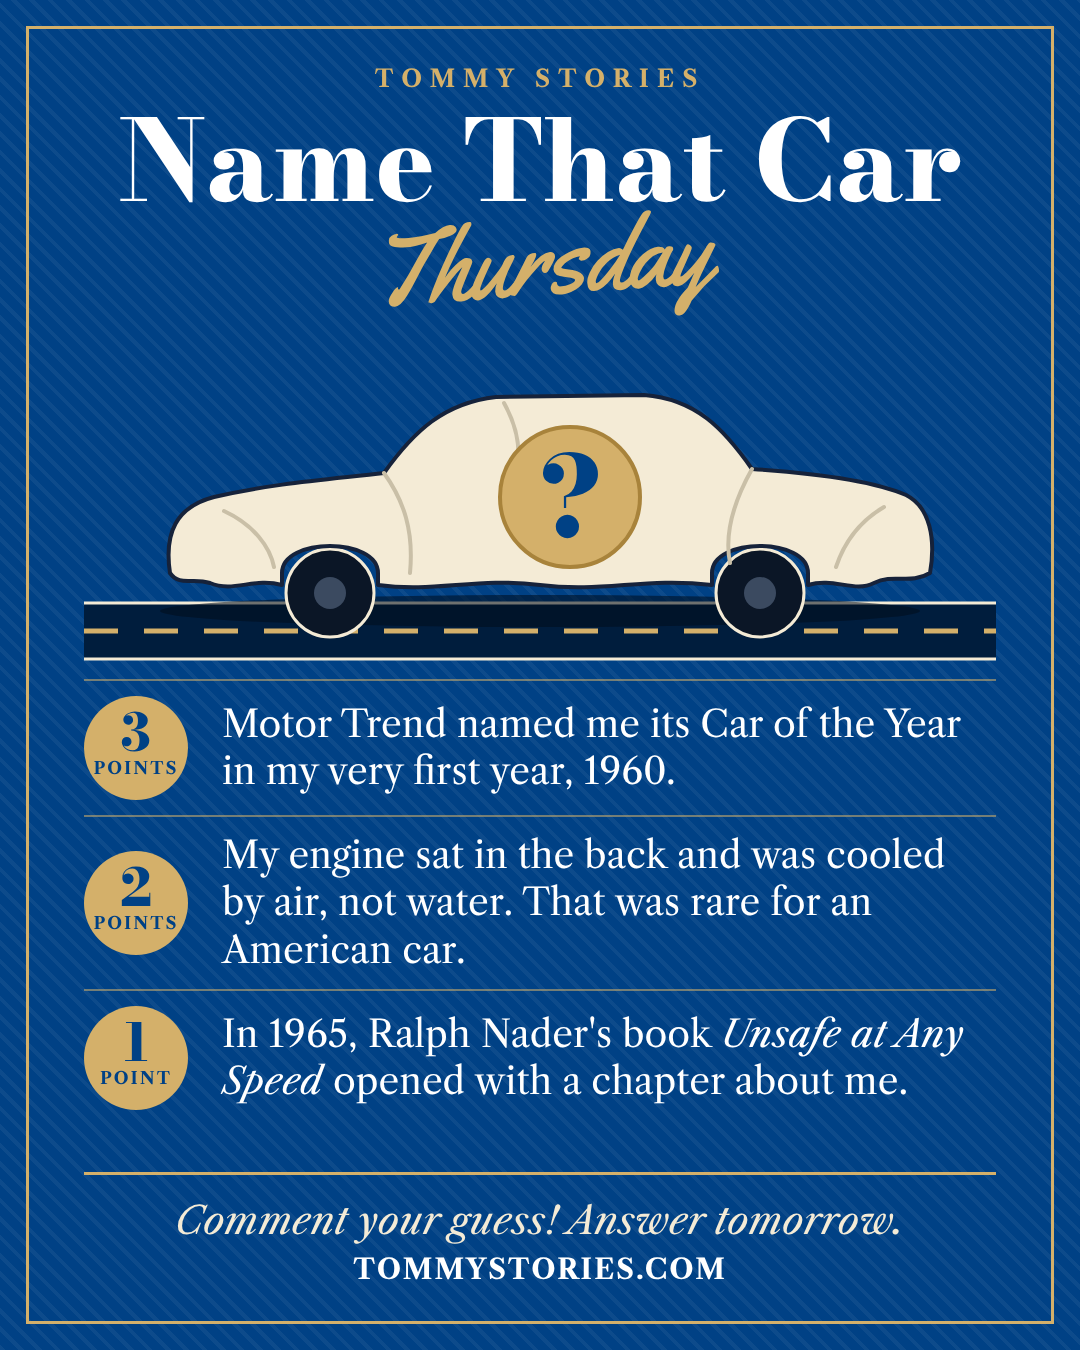 TOMMY STORIES
Name That Car
Thursday
?
3
POINTS
Motor Trend named me its Car of the Year
in my very first year, 1960.
2
POINTS
My engine sat in the back and was cooled
by air, not water. That was rare for an
American car.
1
POINT
In 1965, Ralph Nader's book Unsafe at Any
Speed opened with a chapter about me.
Comment your guess! Answer tomorrow.
TOMMYSTORIES.COM